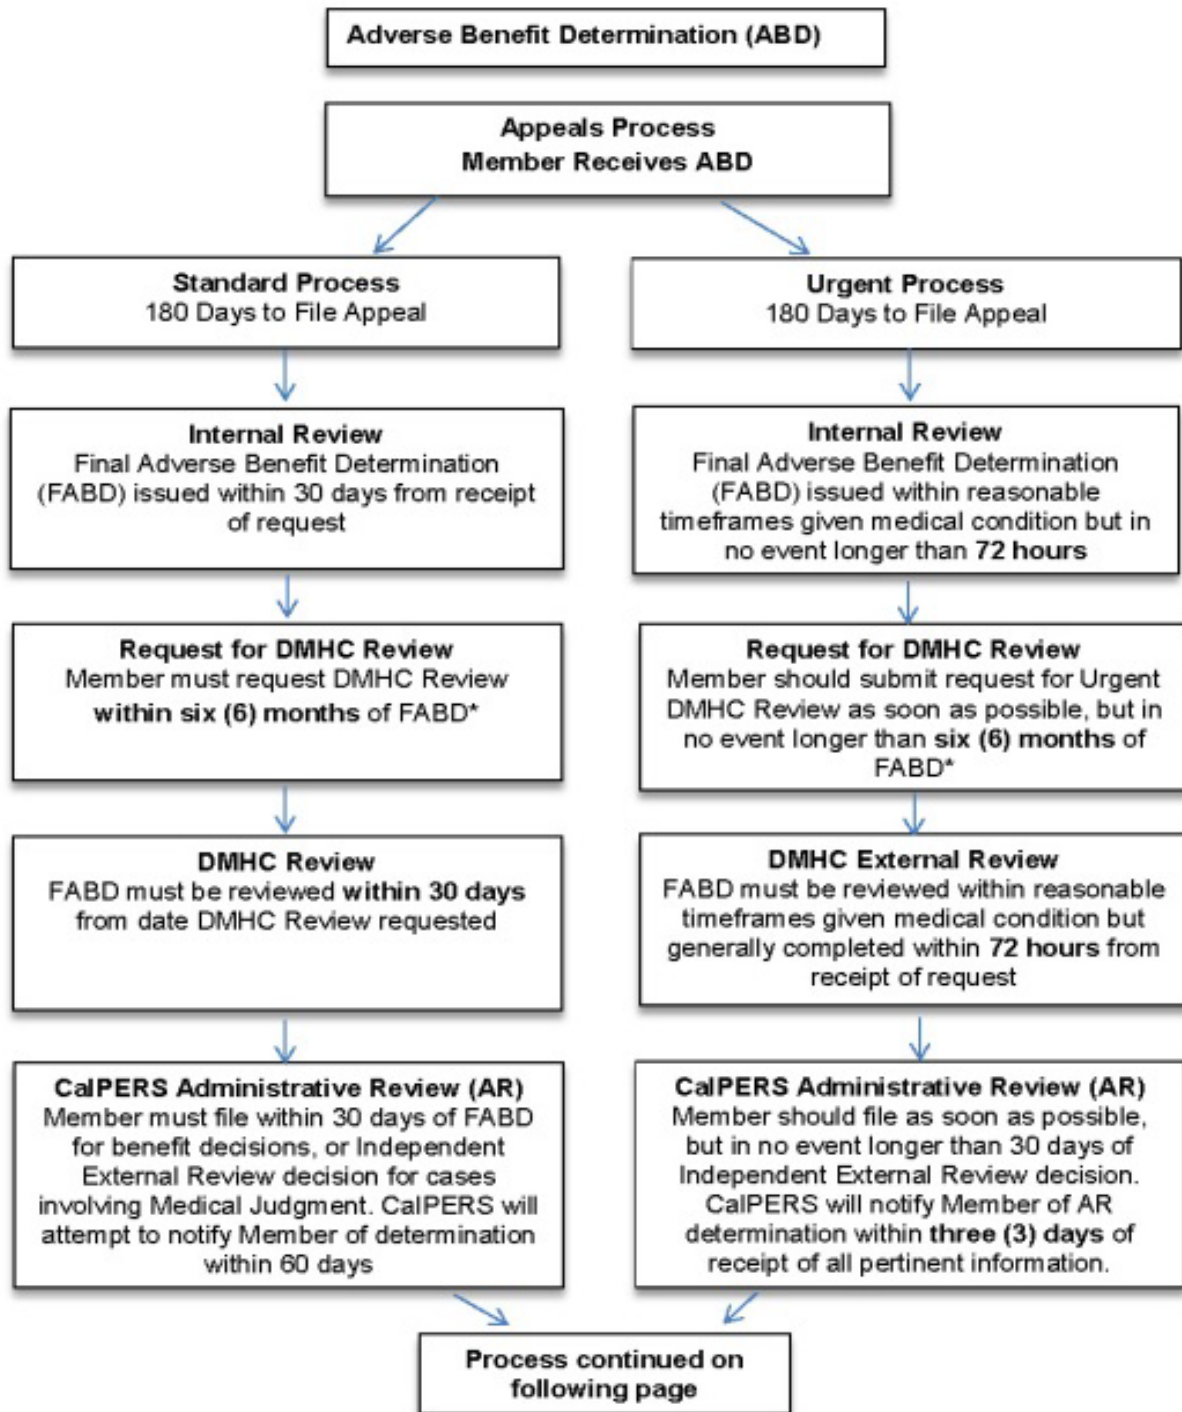 Adverse Benefit Determination (ABD)
Appeals Process
Member Receives ABD
Standard Process
180 Days to File Appeal
Urgent Process
180 Days to File Appeal
Internal Review
Final Adverse Benefit Determination
(FABD) issued within 30 days from receipt
of request
Internal Review
Final Adverse Benefit Determination
(FABD) issued within reasonable
timeframes given medical condition but in
no event longer than 72 hours
Request for DMHC Review
Member must request DMHC Review
within six (6) months of FABD*
Request for DMHC Review
Member should submit request for Urgent
DMHC Review as soon as possible, but in
no event longer than six (6) months of
FABD*
DMHC Review
FABD must be reviewed within 30 days
from date DMHC Review requested
DMHC External Review
FABD must be reviewed within reasonable
timeframes given medical condition but
generally completed within 72 hours from
receipt of request
CalPERS Administrative Review (AR)
Member must file within 30 days of FABD
for benefit decisions, or Independent
External Review decision for cases
involving Medical Judgment. CalPERS will
attempt to notify Member of determination
within 60 days
CalPERS Administrative Review (AR)
Member should file as soon as possible,
but in no event longer than 30 days of
Independent External Review decision.
CalPERS will notify Member of AR
determination within three (3) days of
receipt of all pertinent information.
Process continued on
following page